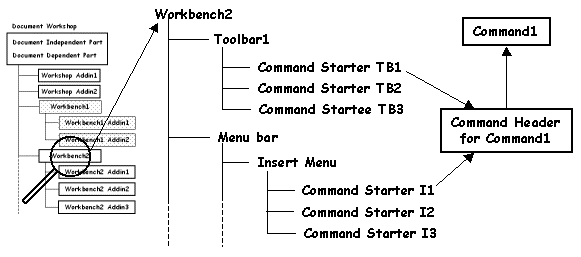 Document Workshop
Document Independent Part
Document Dependent Part
Workshop Addin1
Workshop Addin2
Workbench1
Workbench1 Addin1
Workbench1 Addin2
Workbench2
Workbench2 Addin1
Workbench2 Addin2
Workbench2 Addin3
Workbench2
Toolbar1
Command Starter TB1
Command Starter TB2
Command Startee TB3
Menu bar
Insert Menu
Command Starter I1
Command Starter I2
Command Starter I3
Command1
Command Header
for Command1